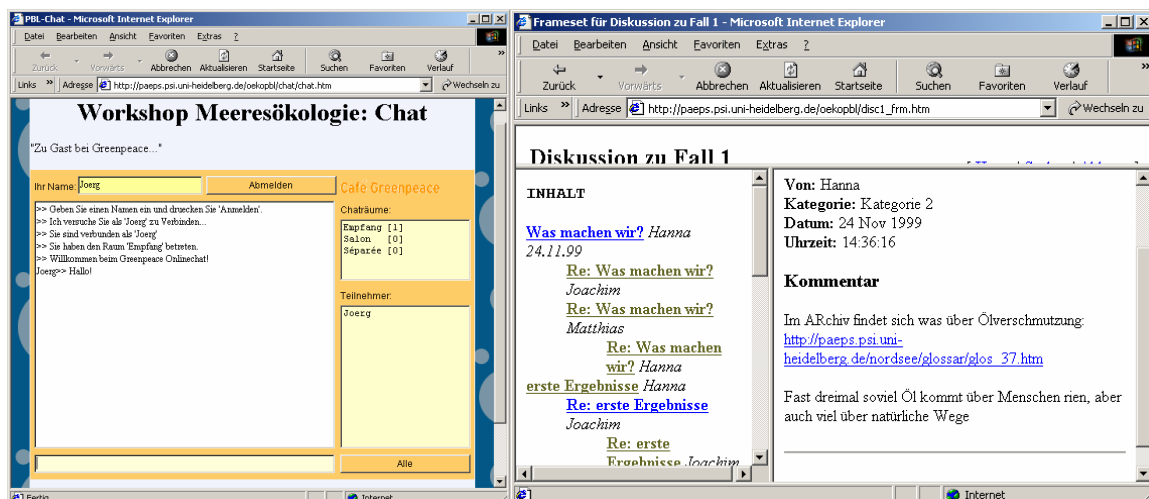 PBL-Chat - Microsoft Internet Explorer
Datei Bearbeiten Ansicht Favoriten Extras ?
Zurück Vorwärts Abbrechen Aktualisieren Startseite Suchen Favoriten Verlauf »
Links » Adresse http://paeps.psi.uni-heidelberg.de/oekopbl/chat/chat.htm Wechseln zu
Workshop Meeresökologie: Chat
"Zu Gast bei Greenpeace..."
Ihr Name: Joerg Abmelden Cafe Greenpeace
>> Geben Sie einen Namen ein und druecken Sie 'Anmelden'.
>> Ich versuche Sie als 'Joerg' zu Verbinden...
>> Sie sind verbunden als 'Joerg'
>> Sie haben den Raum 'Empfang' betreten.
>> Willkommen beim Greenpeace Onlinechat!
Joerg>> Hallo!
Chaträume:
Empfang [1]
Salon [0]
Séparée [0]
Teilnehmer:
Joerg
Alle
Fertig Internet
Frameset für Diskussion zu Fall 1 - Microsoft Internet Explorer
Datei Bearbeiten Ansicht Favoriten Extras ?
Zurück Vorwärts Abbrechen Aktualisieren Startseite Suchen Favoriten Verlauf
Links » Adresse http://paeps.psi.uni-heidelberg.de/oekopbl/disc1_frm.htm Wechseln zu
Diskussion zu Fall 1
INHALT
Was machen wir? Hanna
24.11.99
Re: Was machen wir?
Joachim
Re: Was machen wir?
Matthias
Re: Was machen
wir? Hanna
erste Ergebnisse Hanna
Re: erste Ergebnisse
Joachim
Re: erste
Ergebnisse Joachim
Von: Hanna
Kategorie: Kategorie 2
Datum: 24 Nov 1999
Uhrzeit: 14:36:16
Kommentar
Im ARchiv findet sich was über Ölverschmutzung:
http://paeps.psi.uni-
heidelberg.de/nordsee/glossar/glos_37.htm
Fast dreimal soviel Öl kommt über Menschen rien, aber
auch viel über natürliche Wege
Internet